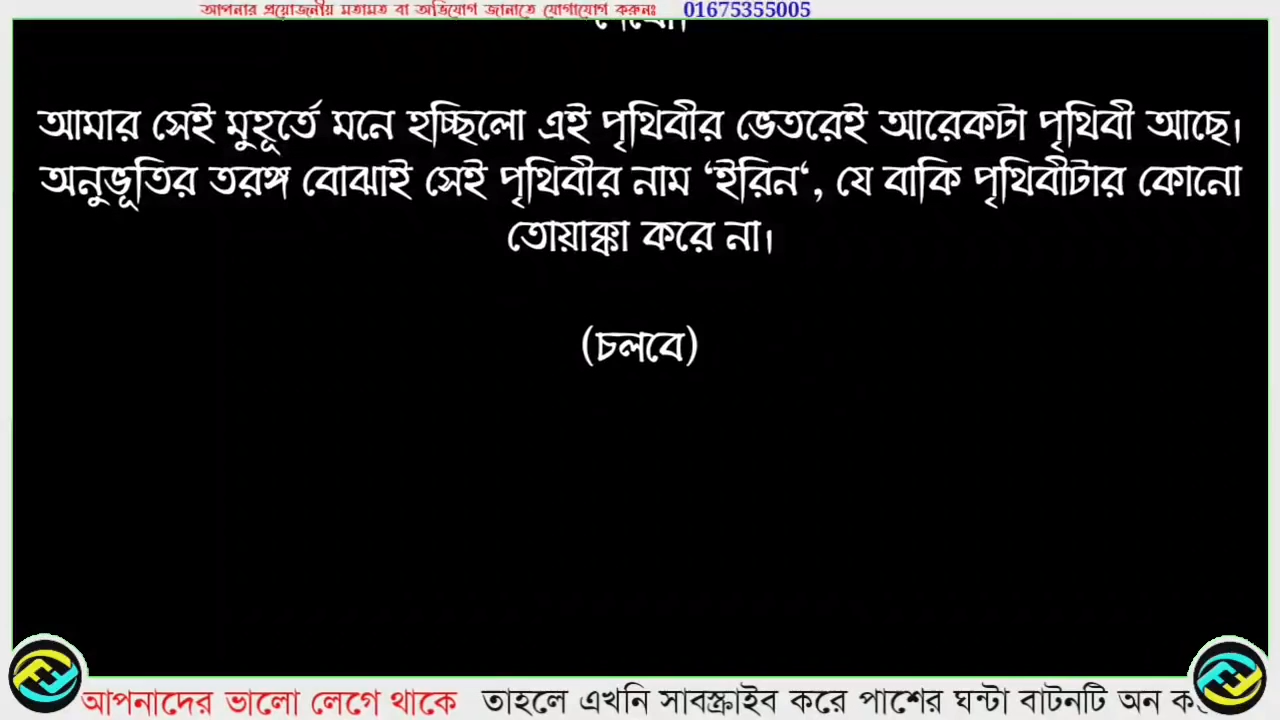 আপনার প্রয়োজনীয় মতামত বা অভিযোগ জানাতে যোগাযোগ করুনঃ 01675355005
আমার সেই মুহূর্তে মনে হচ্ছিলো এই পৃথিবীর ভেতরেই আরেকটা পৃথিবী আছে।
অনুভূতির তরঙ্গ বোঝাই সেই পৃথিবীর নাম ‘ইরিন‘, যে বাকি পৃথিবীটার কোনো
তোয়াক্কা করে না।
(চলবে)
আপনাদের ভালো লেগে থাকে তাহলে এখনি সাবস্ক্রাইব করে পাশের ঘন্টা বাটনটি অন